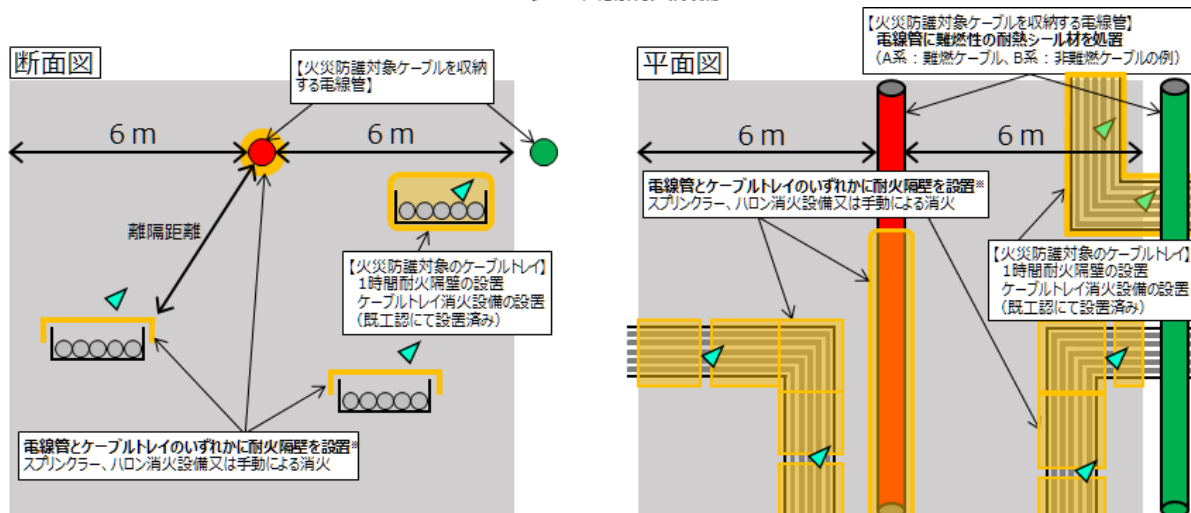 断面図
【火災防護対象ケーブルを収納
する電線管】
6 m
6 m
離隔距離
【火災防護対象のケーブルトレイ】
1時間耐火隔壁の設置
ケーブルトレイ消火設備の設置
(既工認にて設置済み)
電線管とケーブルトレイのいずれかに耐火隔壁を設置※
スプリンクラー、ハロン消火設備又は手動による消火
平面図
【火災防護対象ケーブルを収納する電線管】
電線管に難燃性の耐熱シール材を処置
(A系:難燃ケーブル、B系:非難燃ケーブルの例)
6 m
6 m
電線管とケーブルトレイのいずれかに耐火隔壁を設置※
スプリンクラー、ハロン消火設備又は手動による消火
【火災防護対象のケーブルトレイ】
1時間耐火隔壁の設置
ケーブルトレイ消火設備の設置
(既工認にて設置済み)